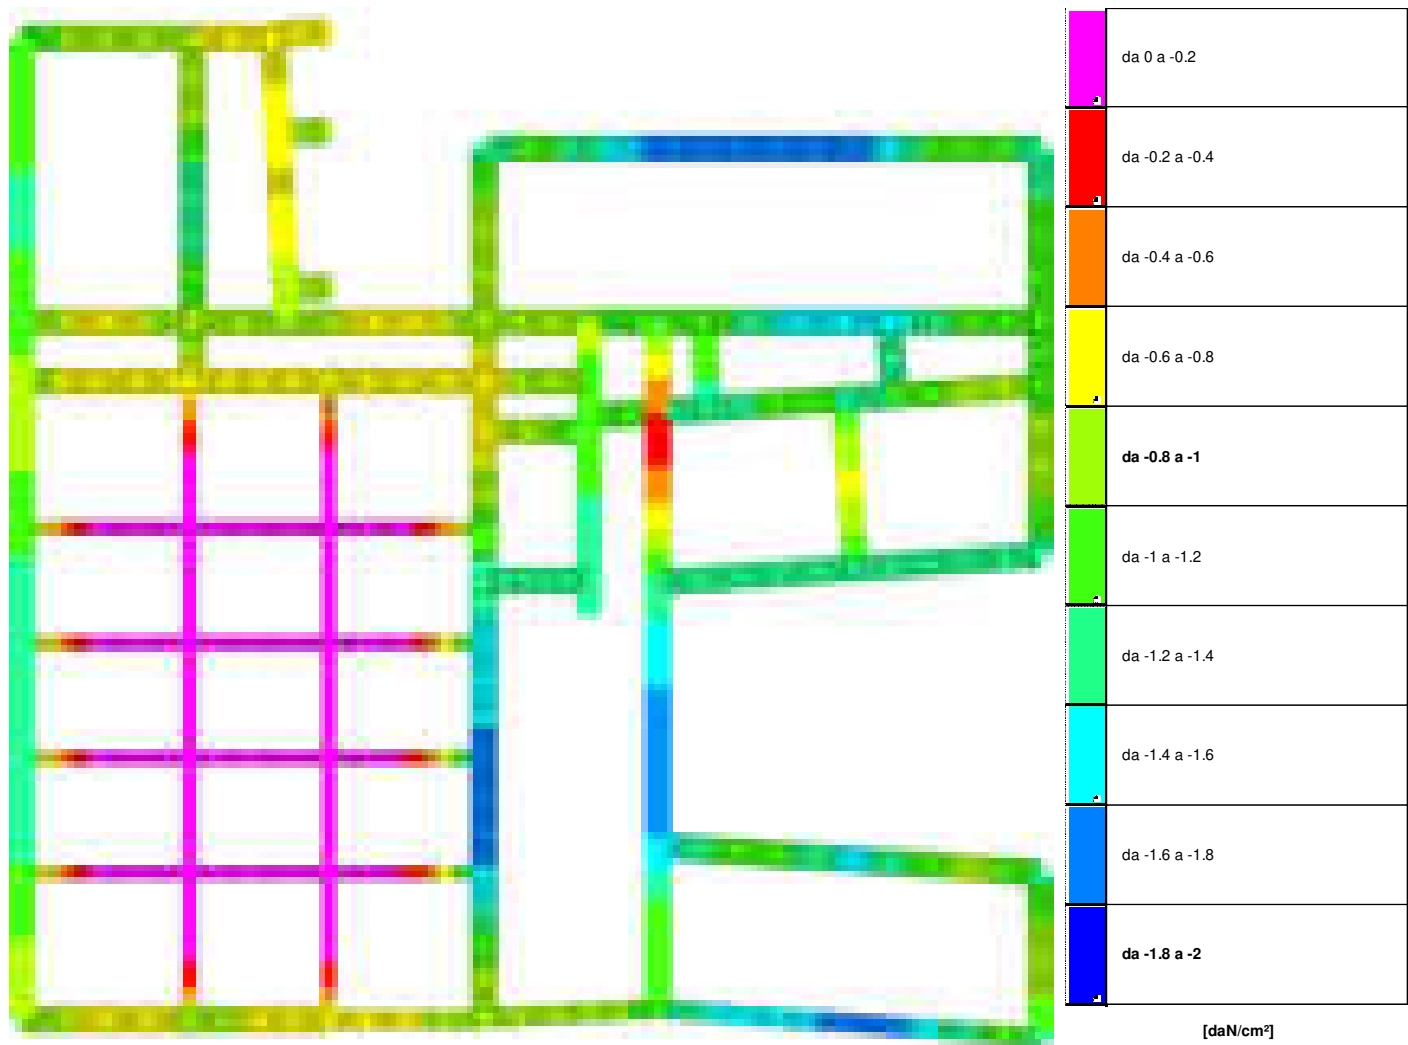 da 0 a -0.2
da -0.2 a -0.4
da -0.4 a -0.6
da -0.6 a -0.8
da -0.8 a -1
da -1 a -1.2
da -1.2 a -1.4
da -1.4 a -1.6
da -1.6 a -1.8
da -1.8 a -2
[daN/cm²]